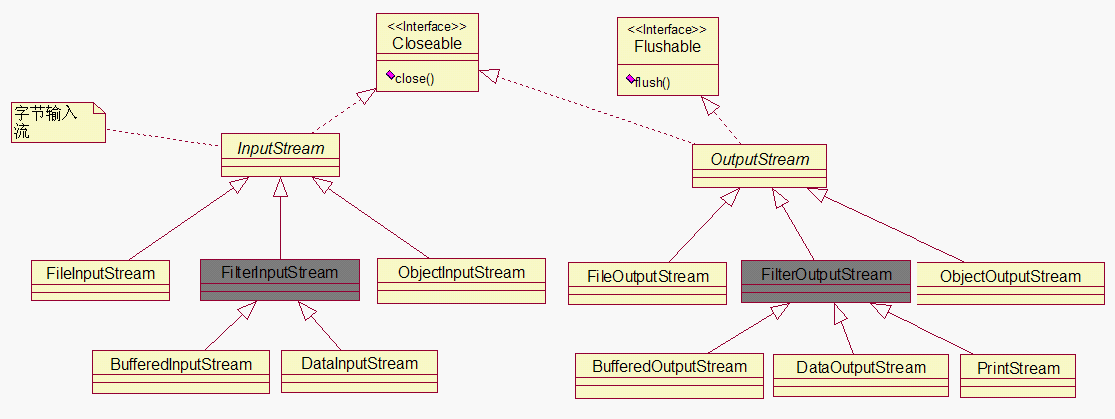 <<Interface>>
Closeable
close()
<<Interface>>
Flushable
flush()
字节输入
流
InputStream
OutputStream
FileInputStream
FilterInputStream
ObjectInputStream
FileOutputStream
FilterOutputStream
ObjectOutputStream
BufferedInputStream
DataInputStream
BufferedOutputStream
DataOutputStream
PrintStream